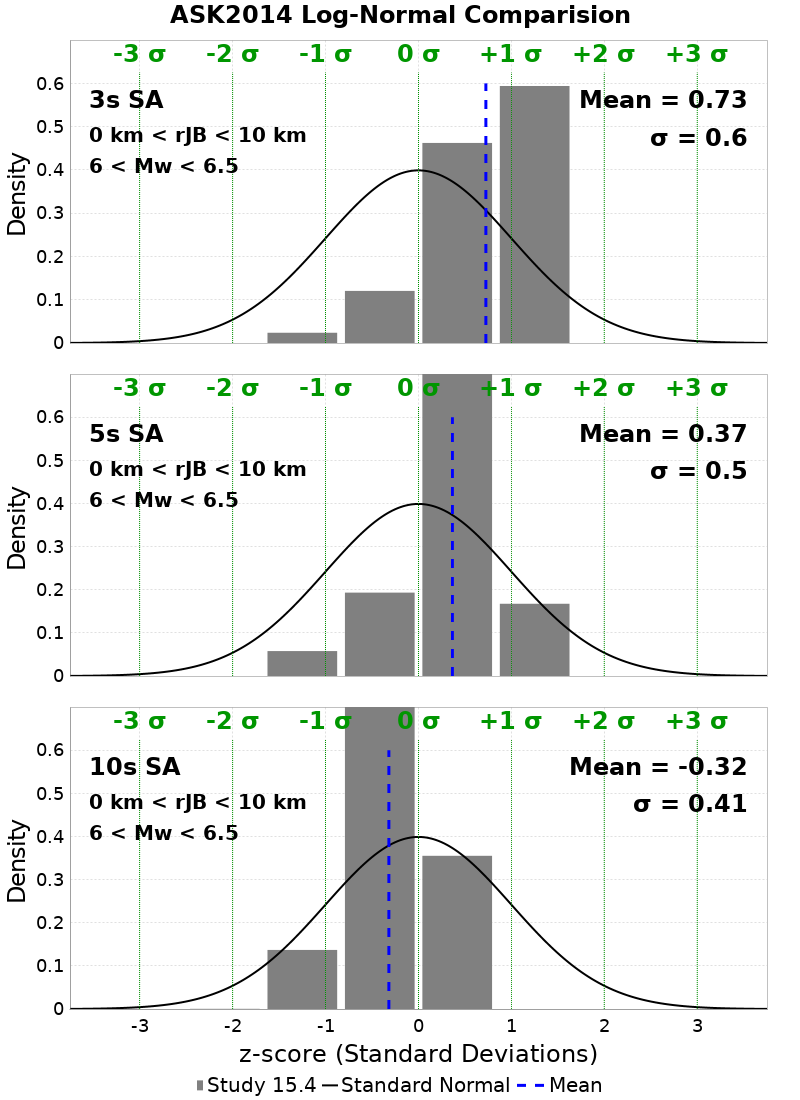 ASK2014 Log-Normal Comparision
-3 σ -2 σ -1 σ 0 σ +1 σ +2 σ +3 σ
3s SA
Mean = 0.73
0 km < rJB < 10 km
σ = 0.6
6 < Mw < 6.5
0.6
0.5
0.4
0.3
0.2
0.1
0
Density
-3 σ -2 σ -1 σ 0 σ +1 σ +2 σ +3 σ
5s SA
Mean = 0.37
0 km < rJB < 10 km
σ = 0.5
6 < Mw < 6.5
0.6
0.5
0.4
0.3
0.2
0.1
0
Density
-3 σ -2 σ -1 σ 0 σ +1 σ +2 σ +3 σ
10s SA
Mean = -0.32
0 km < rJB < 10 km
σ = 0.41
6 < Mw < 6.5
0.6
0.5
0.4
0.3
0.2
0.1
0
Density
-3 -2 -1 0 1 2 3
z-score (Standard Deviations)
Study 15.4 Standard Normal Mean